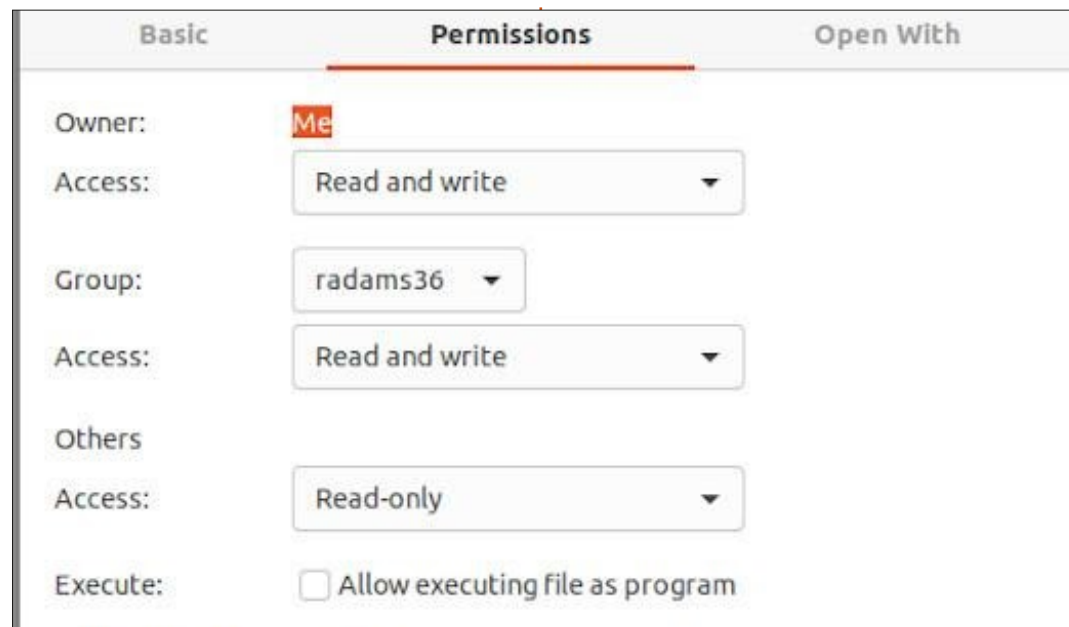 Basic Permissions Open With
Owner: Me
Access: Read and write
Group: radams36
Access: Read and write
Others
Access: Read-only
Execute: Allow executing file as program